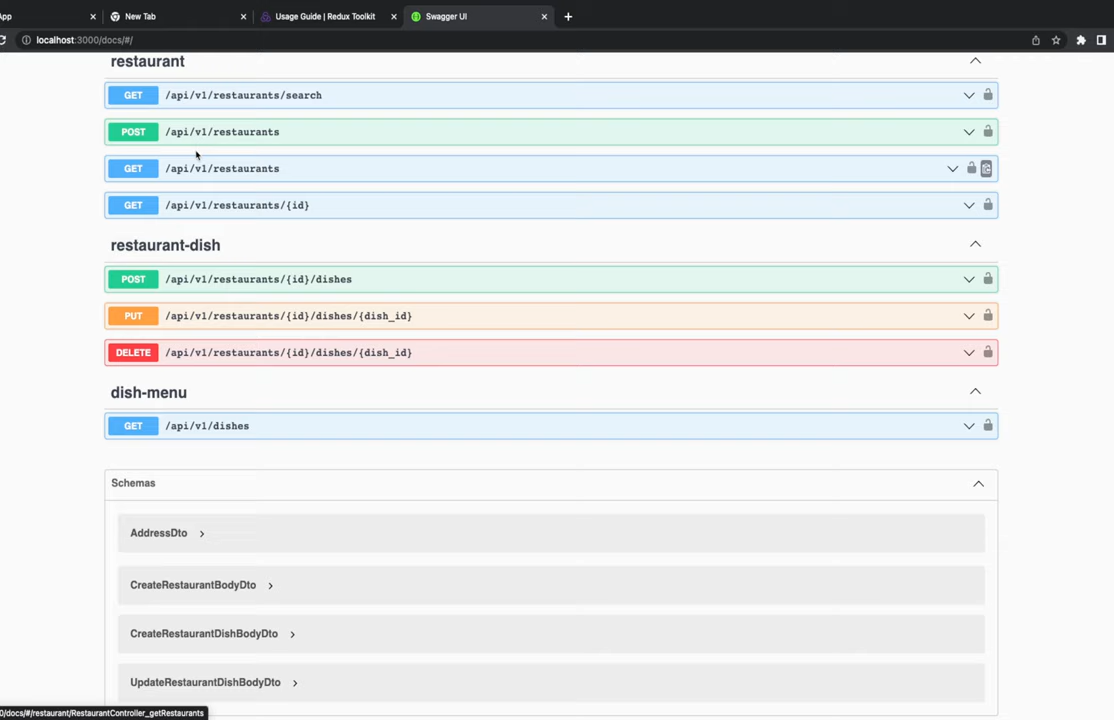 App
New Tab
Usage Guide | Redux Toolkit
Swagger UI
localhost:3000/docs/#/
restaurant
GET /api/v1/restaurants/search
POST /api/v1/restaurants
GET /api/v1/restaurants
GET /api/v1/restaurants/{id}
restaurant-dish
POST /api/v1/restaurants/{id}/dishes
PUT /api/v1/restaurants/{id}/dishes/{dish_id}
DELETE /api/v1/restaurants/{id}/dishes/{dish_id}
dish-menu
GET /api/v1/dishes
Schemas
AddressDto
CreateRestaurantBodyDto
CreateRestaurantDishBodyDto
UpdateRestaurantDishBodyDto
0/docs/#/restaurant/RestaurantController_getRestaurants